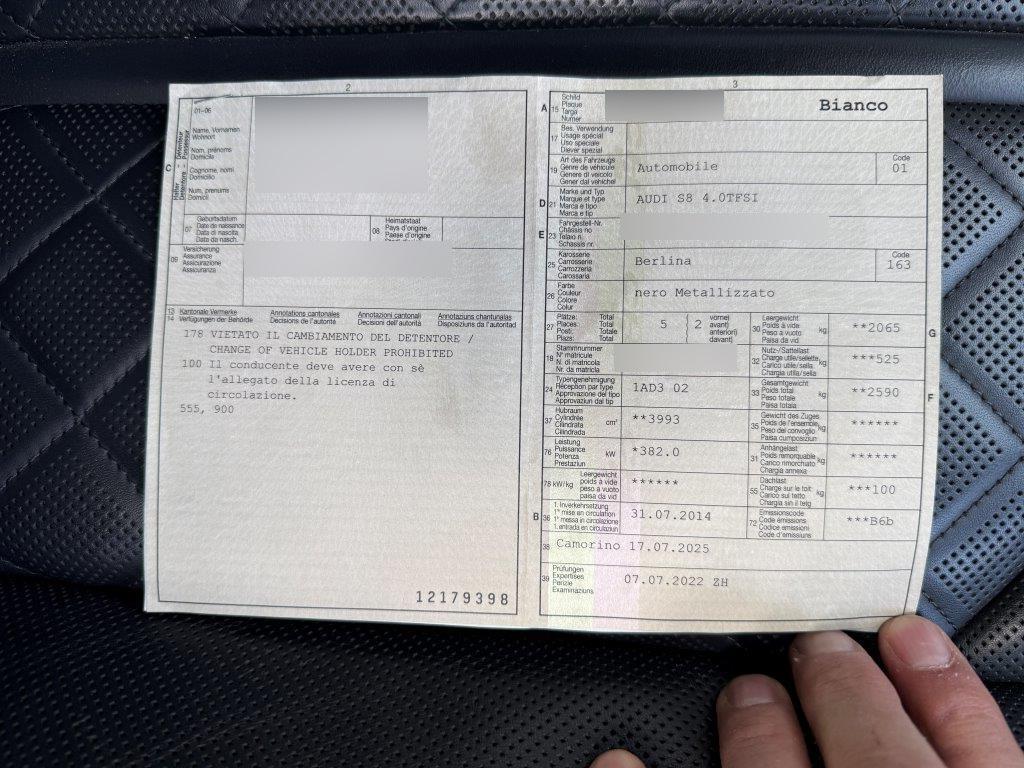 2
01-06
C
Halter Detenteur
Detentore Possessur
Name, Vornamen
Wohnort
Nom, prénoms
Domicile
Cognome, nomi
Domicilio
Num, prenums
Domicil
07 Geburtsdatum
Date de naissance
Data di nascita
Data da nasch.
08 Heimatstaat
Pays d'origine
Paese d'origine
09 Versicherung
Assurance
Assicurazione
Assicuranza
13 Kantonale Vermerke Annotations cantonales Annotazioni cantonali Annotaziuns chantunalas
14 Verfügungen der Behörde Décisions de l'autorité Decisioni dell'autorità Disposiziuns da l'autoritad
178 VIETATO IL CAMBIAMENTO DEL DETENTORE /
CHANGE OF VEHICLE HOLDER PROHIBITED
100 Il conducente deve avere con sè
l'allegato della licenza di
circolazione.
555, 900
12179398
3
A 15 Schild
Plaque
Targa
Numer
Bianco
17 Bes. Verwendung
Usage spécial
Uso speciale
Diever spezial
19 Art des Fahrzeugs
Genre de véhicule
Genere di veicolo
Gener dal vehichel
Automobile
Code
01
D 21 Marke und Typ
Marque et type
Marca e tipo
Marca e tip
AUDI S8 4.0TFSI
E 23 Fahrgestell-Nr.
Châssis no
Telaio n.
Schassis nr.
25 Karosserie
Carrosserie
Carrozzeria
Carossaria
Berlina
Code
163
26 Farbe
Couleur
Colore
Colur
nero Metallizzato
27 Plätze: Total
Places: Total
Posti: Totale
Plazs: Total
5 2 vorne)
avant)
anteriori)
davant)
30 Leergewicht
Poids à vide
Peso a vuoto
Paisa da vid
kg **2065 G
18 Stammnummer
N° matricule
N. di matricola
Nr. da matricla
32 Nutz-/Sattellast
Charge utile/sellette
Carico utile/sella
Chargia utila/sella
kg ***525
24 Typengenehmigung
Réception par type
Approvazione del tipo
Approvaziun dal tip
1AD3 02
33 Gesamtgewicht
Poids total
Peso totale
Paisa totala
kg **2590 F
37 Hubraum
Cylindrée
Cilindrata
Cilindrada
cm³ **3993
35 Gewicht des Zuges
Poids de l'ensemble
Peso del convoglio
Paisa cumposiziun
kg ******
76 Leistung
Puissance
Potenza
Prestaziun
kW *382.0
31 Anhängelast
Poids remorquable
Carico rimorchiato
Chargia annexa
kg ******
78 kW/kg Leergewicht
poids à vide
peso a vuoto
paisa da vid
******
55 Dachlast
Charge sur le toit
Carico sul tetto
Chargia sin il tetg
kg ***100
B 36 1. Inverkehrsetzung
1re mise en circulation
1a messa in circolazione
1. entrada en circulaziun
31.07.2014
72 Emissionscode
Code émissions
Codice emissioni
Code d'emissiuns
***B6b
38 Camorino 17.07.2025
39 Prüfungen
Expertises
Perizie
Examinaziuns
07.07.2022 ZH